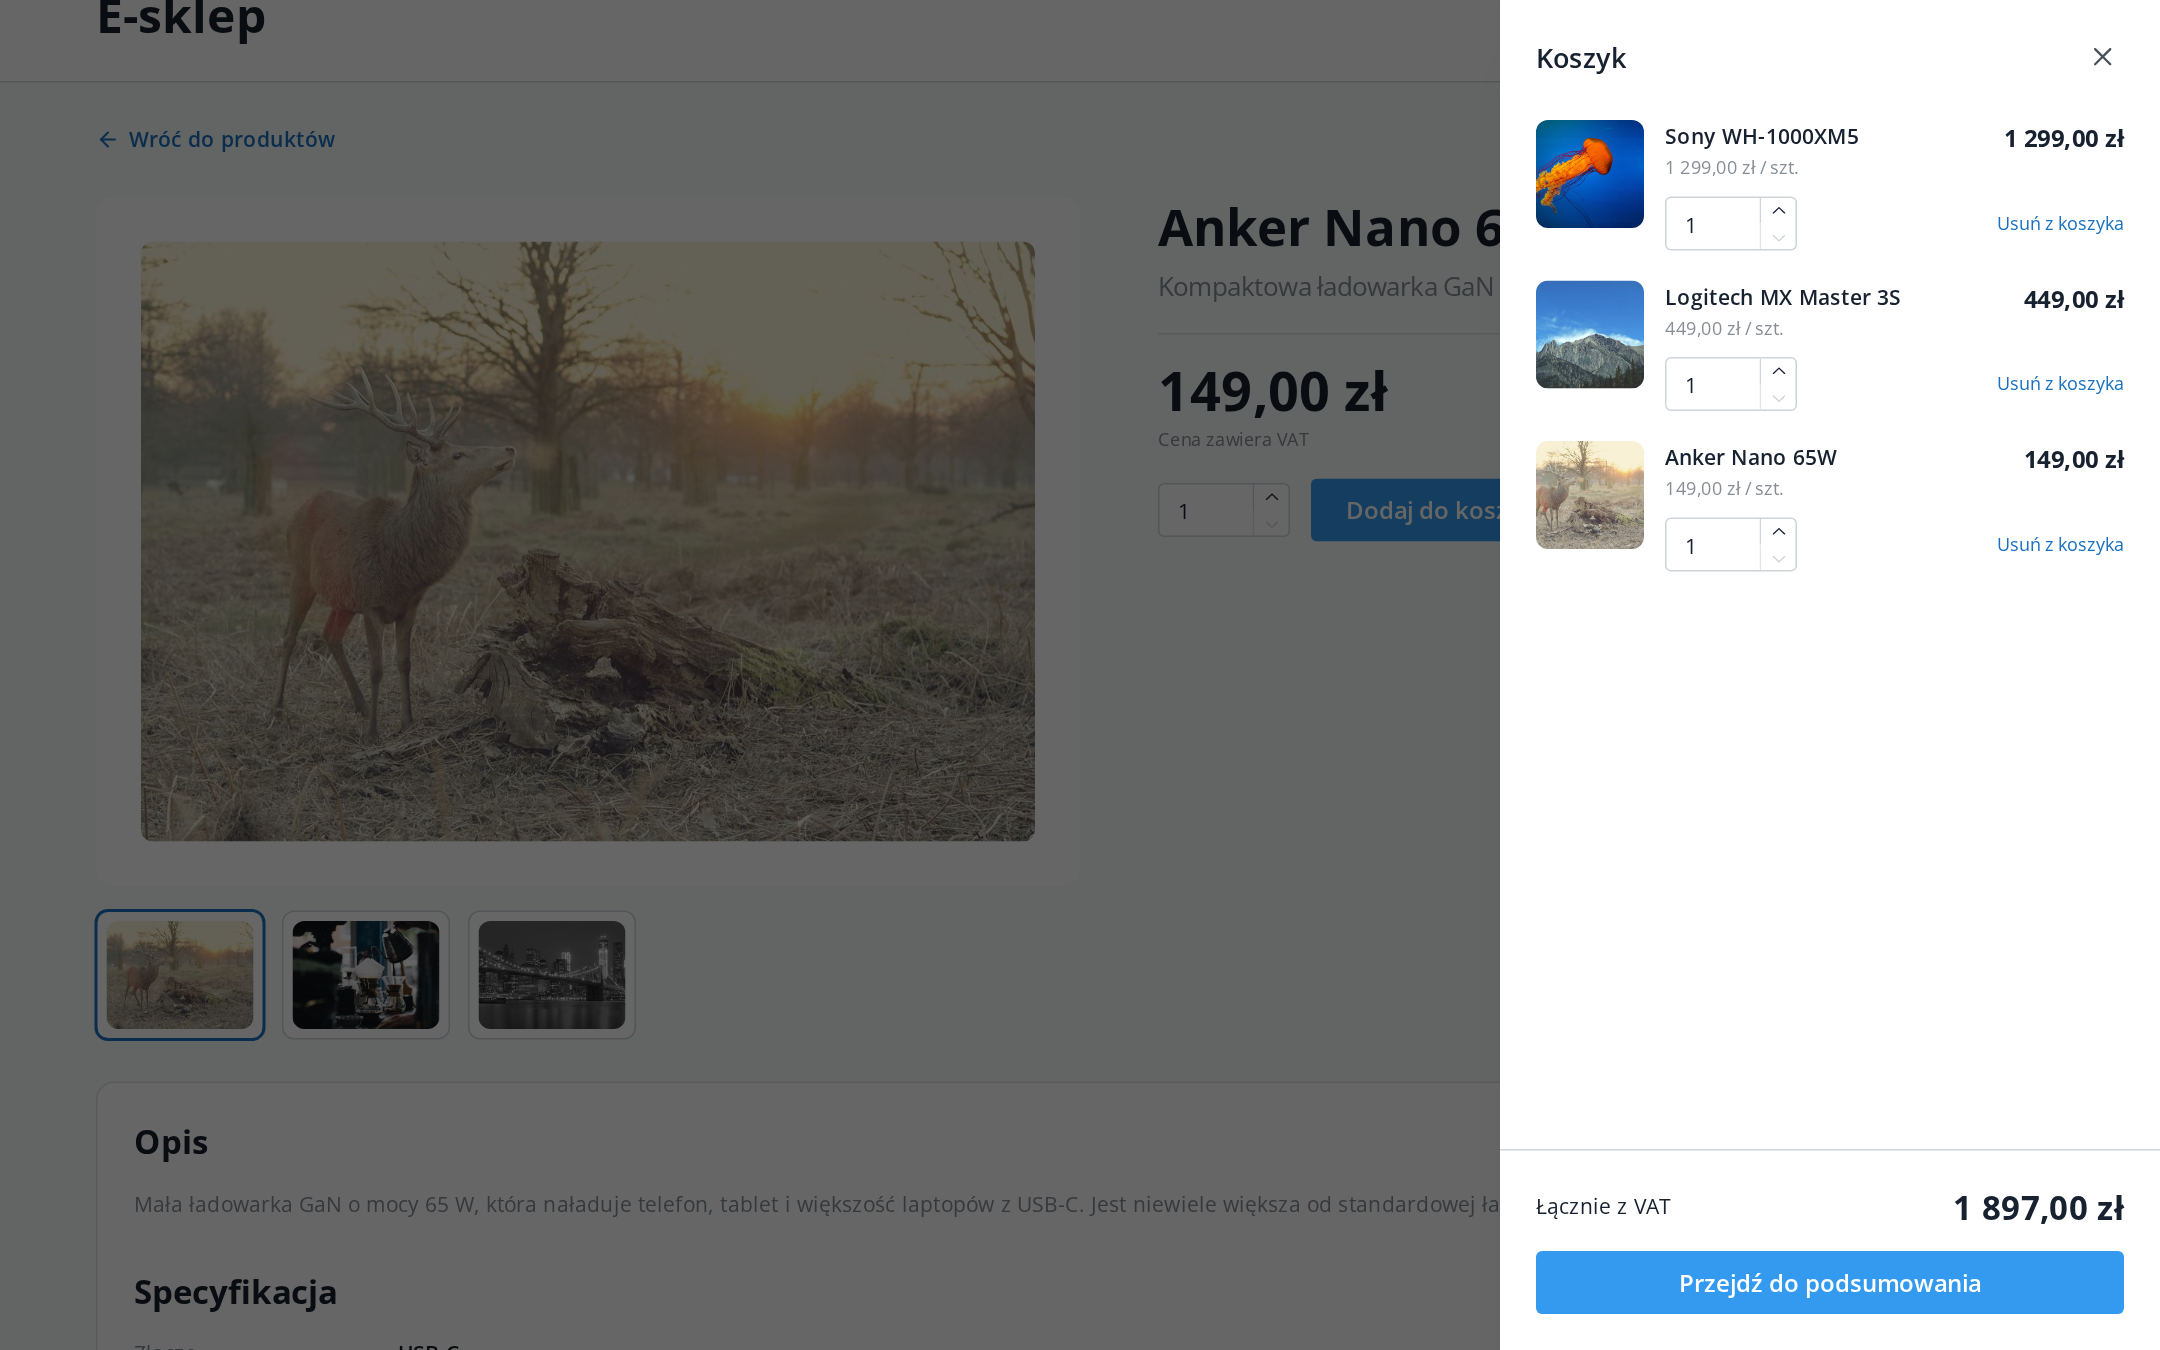 E-sklep
Wróć do produktów
Anker Nano 6
Kompaktowa ładowarka GaN
149,00 zł
Cena zawiera VAT
1
Dodaj do kosz
Opis
Mała ładowarka GaN o mocy 65 W, która naładuje telefon, tablet i większość laptopów z USB-C. Jest niewiele większa od standardowej ła
Specyfikacja
USB-C
Koszyk
Sony WH-1000XM5
1 299,00 zł
1 299,00 zł / szt.
1
Usuń z koszyka
Logitech MX Master 3S
449,00 zł
449,00 zł / szt.
1
Usuń z koszyka
Anker Nano 65W
149,00 zł
149,00 zł / szt.
1
Usuń z koszyka
Łącznie z VAT
1 897,00 zł
Przejdź do podsumowania